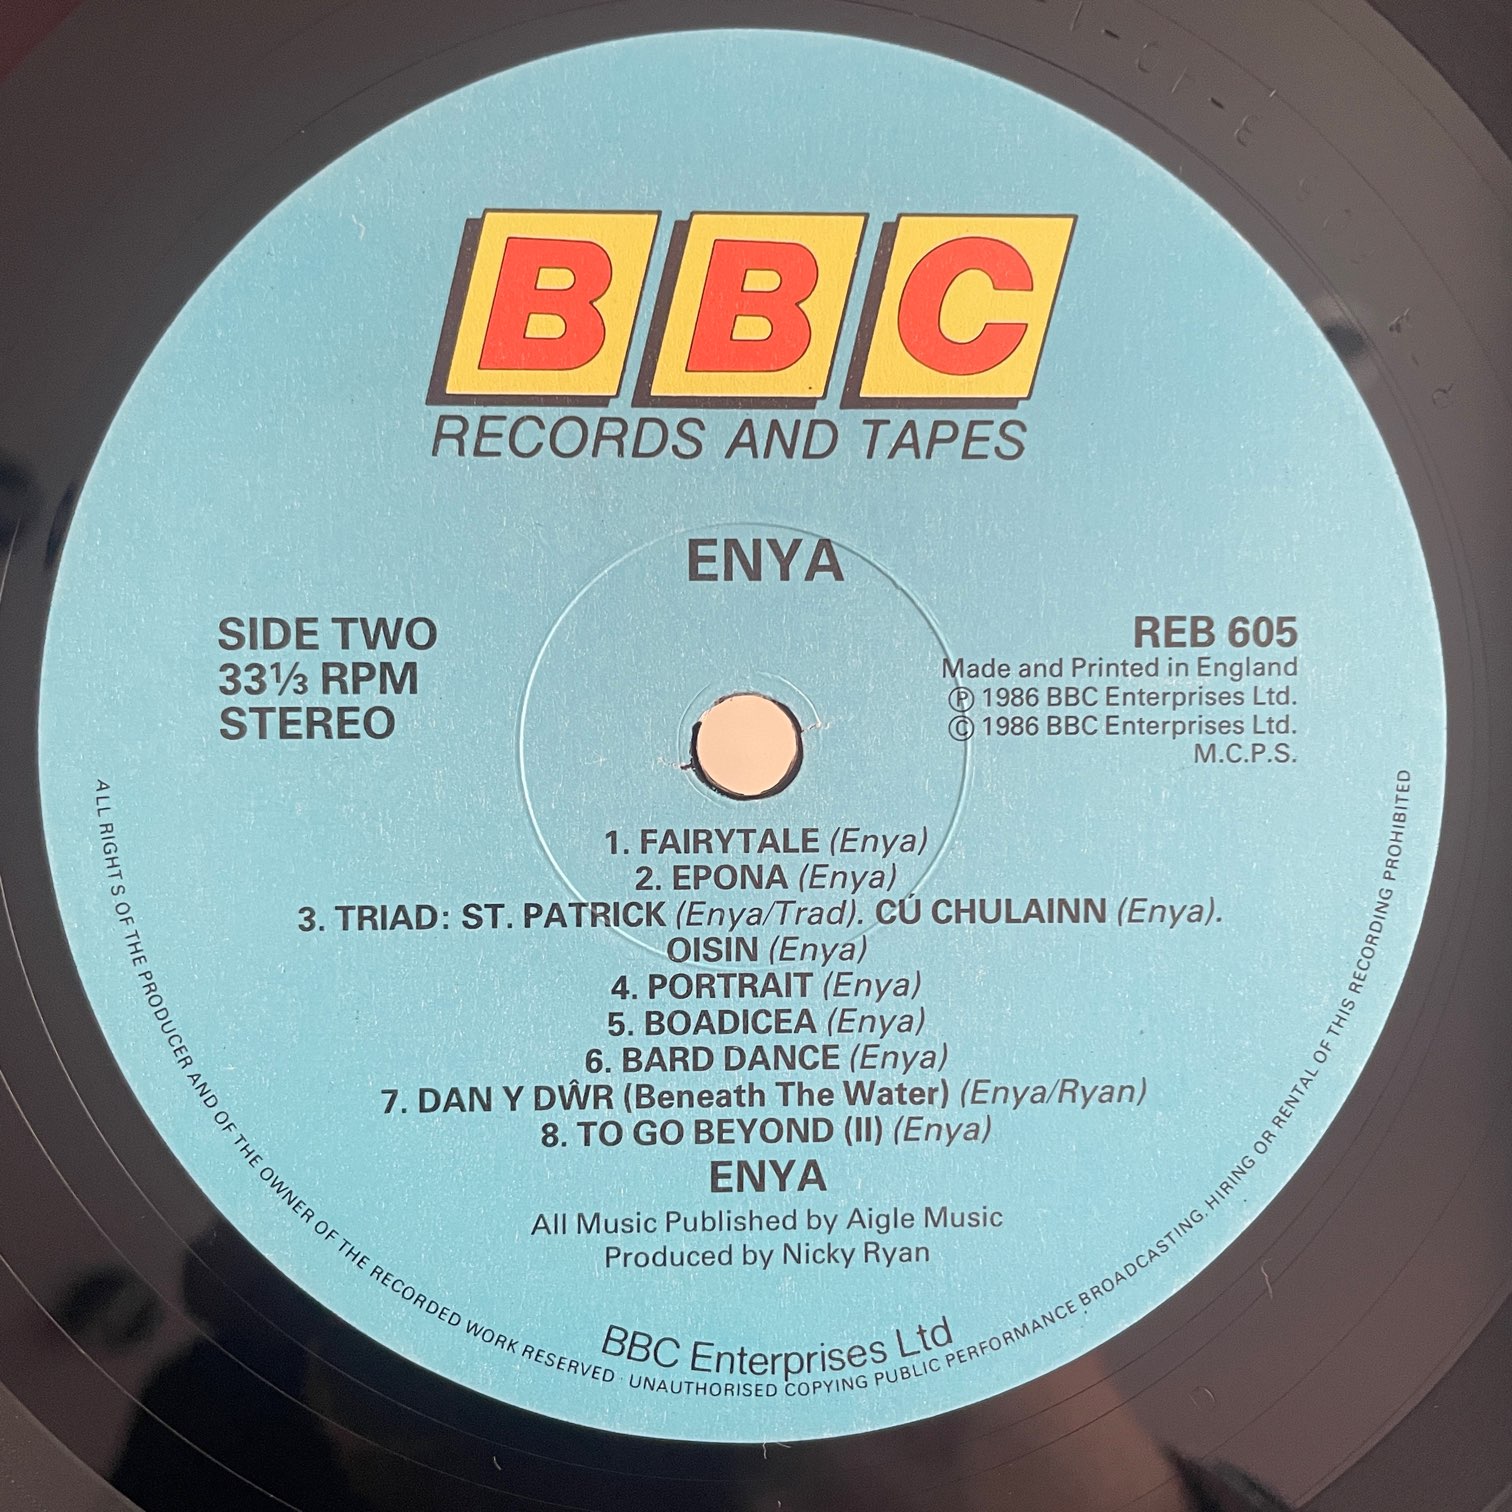 BBC
RECORDS AND TAPES
ENYA
SIDE TWO
33⅓ RPM
STEREO
REB 605
Made and Printed in England
Ⓟ 1986 BBC Enterprises Ltd.
© 1986 BBC Enterprises Ltd.
M.C.P.S.
1. FAIRYTALE (Enya)
2. EPONA (Enya)
3. TRIAD: ST. PATRICK (Enya/Trad). CÚ CHULAINN (Enya).
OISIN (Enya)
4. PORTRAIT (Enya)
5. BOADICEA (Enya)
6. BARD DANCE (Enya)
7. DAN Y DŴR (Beneath The Water) (Enya/Ryan)
8. TO GO BEYOND (II) (Enya)
ENYA
All Music Published by Aigle Music
Produced by Nicky Ryan
BBC Enterprises Ltd
ALL RIGHTS OF THE PRODUCER AND OF THE OWNER OF THE RECORDED WORK RESERVED · UNAUTHORISED COPYING PUBLIC PERFORMANCE BROADCASTING, HIRING OR RENTAL OF THIS RECORDING PROHIBITED